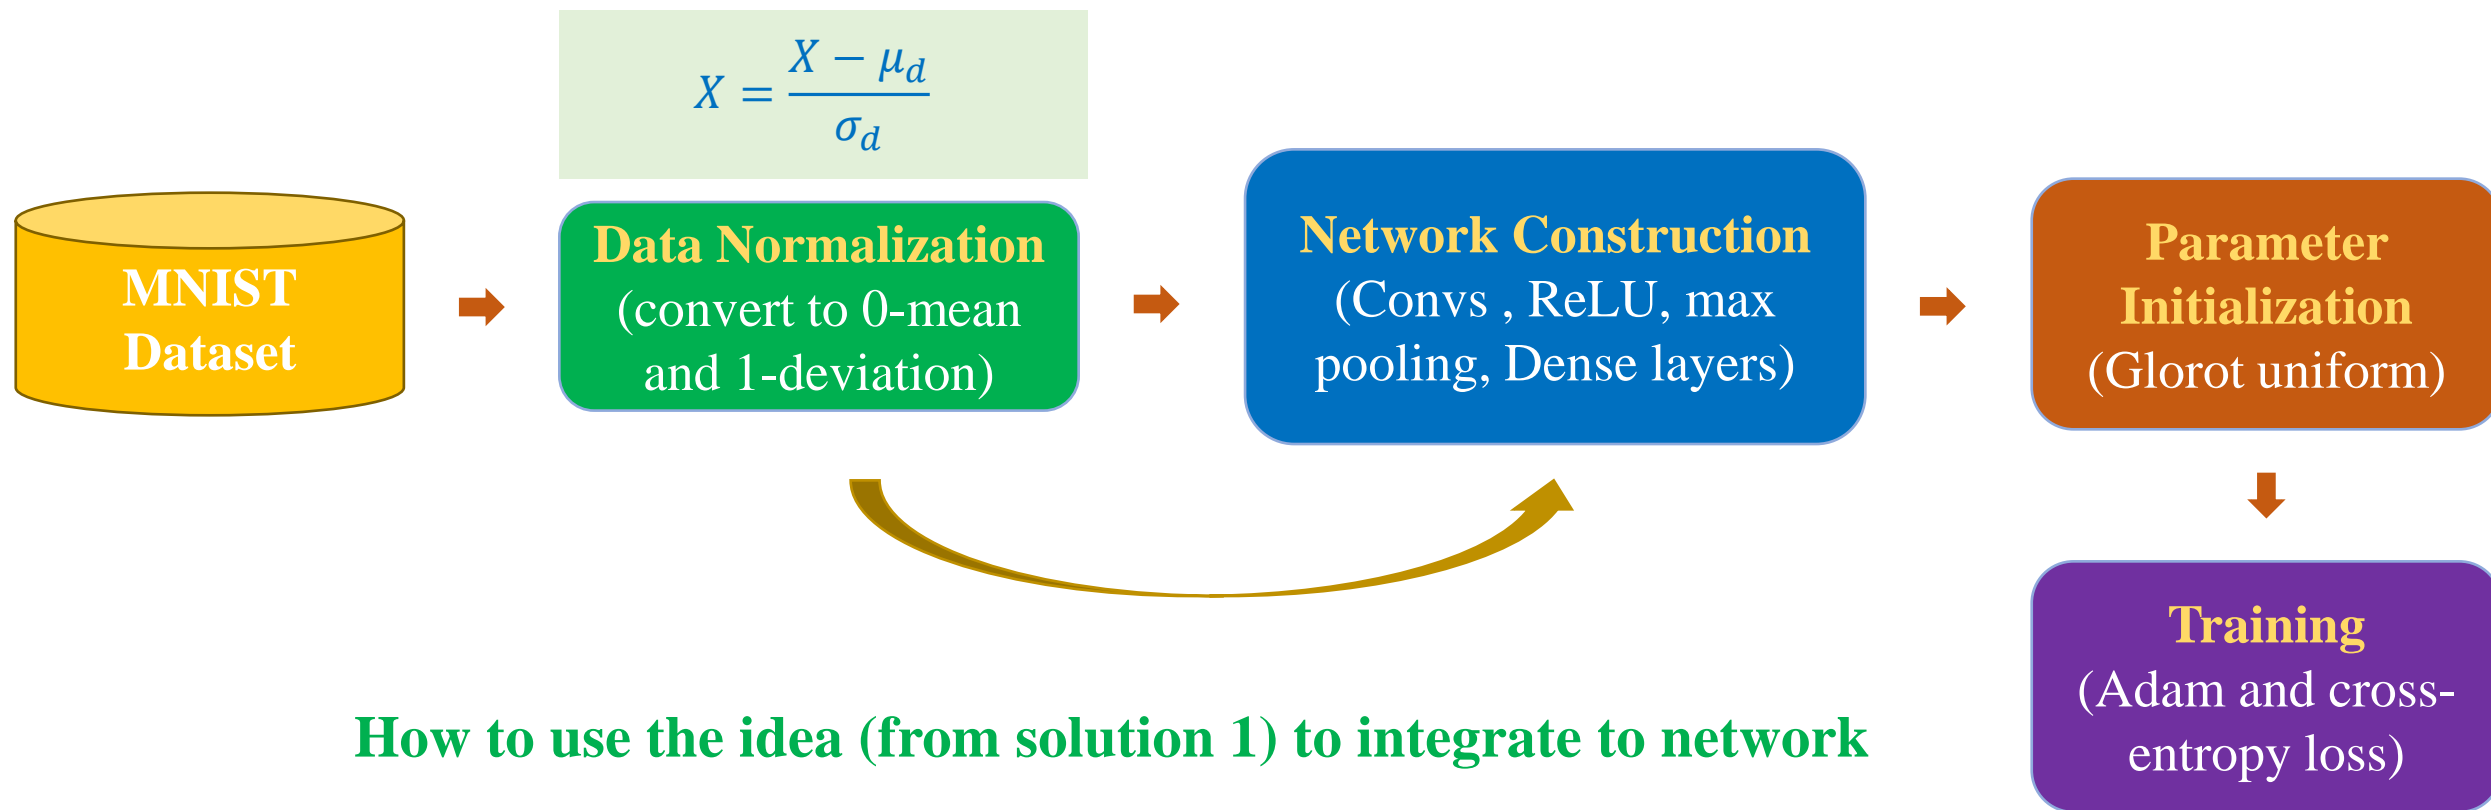 X = (X − μ_d) / σ_d
MNIST
Dataset
Data Normalization
(convert to 0-mean
and 1-deviation)
Network Construction
(Convs , ReLU, max
pooling, Dense layers)
Parameter
Initialization
(Glorot uniform)
Training
(Adam and cross-
entropy loss)
How to use the idea (from solution 1) to integrate to network